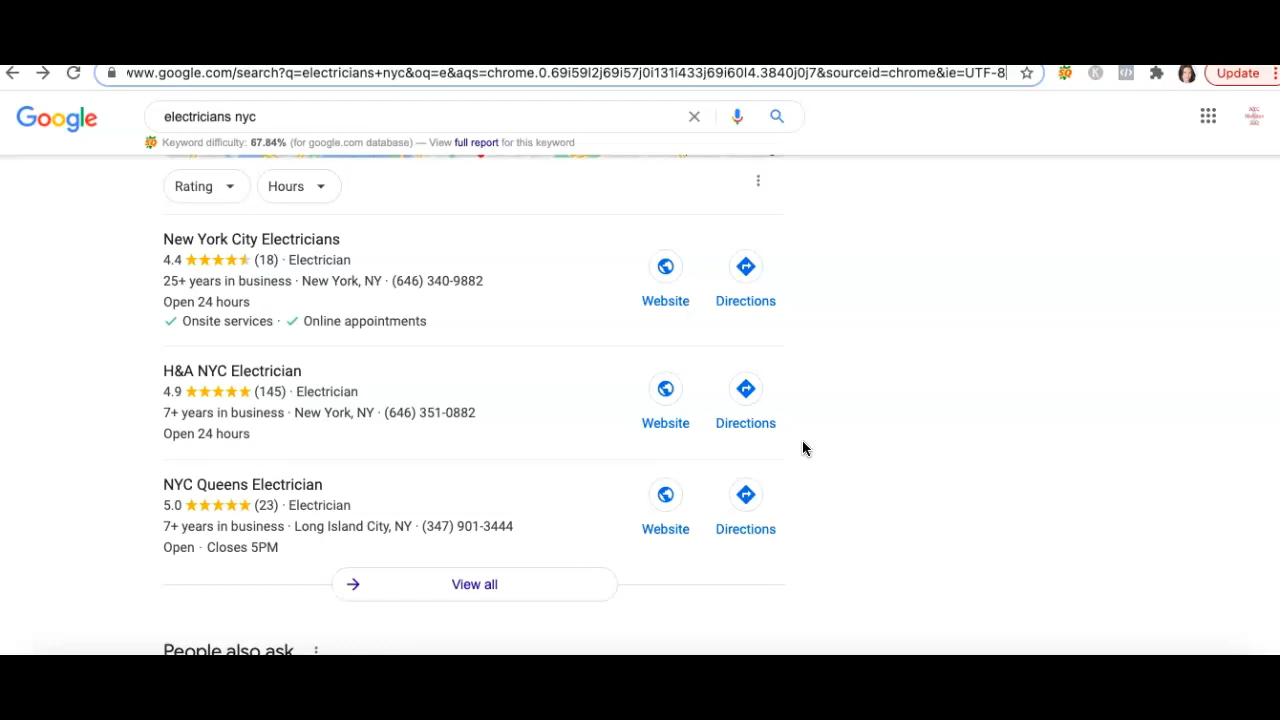 www.google.com/search?q=electricians+nyc&oq=e&aqs=chrome.0.69i59l2j69i57j0i131i433j69i60l4.3840j0j7&sourceid=chrome&ie=UTF-8
Update
Google
electricians nyc
Keyword difficulty: 67.84% (for google.com database) — View full report for this keyword
Rating
Hours
New York City Electricians
4.4 (18) · Electrician
25+ years in business · New York, NY · (646) 340-9882
Open 24 hours
Onsite services · Online appointments
Website
Directions
H&A NYC Electrician
4.9 (145) · Electrician
7+ years in business · New York, NY · (646) 351-0882
Open 24 hours
Website
Directions
NYC Queens Electrician
5.0 (23) · Electrician
7+ years in business · Long Island City, NY · (347) 901-3444
Open · Closes 5PM
Website
Directions
View all
People also ask